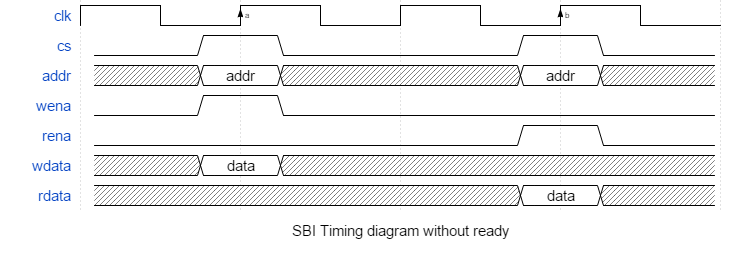 clk a b
cs
addr addr addr
wena
rena
wdata data
rdata data
SBI Timing diagram without ready